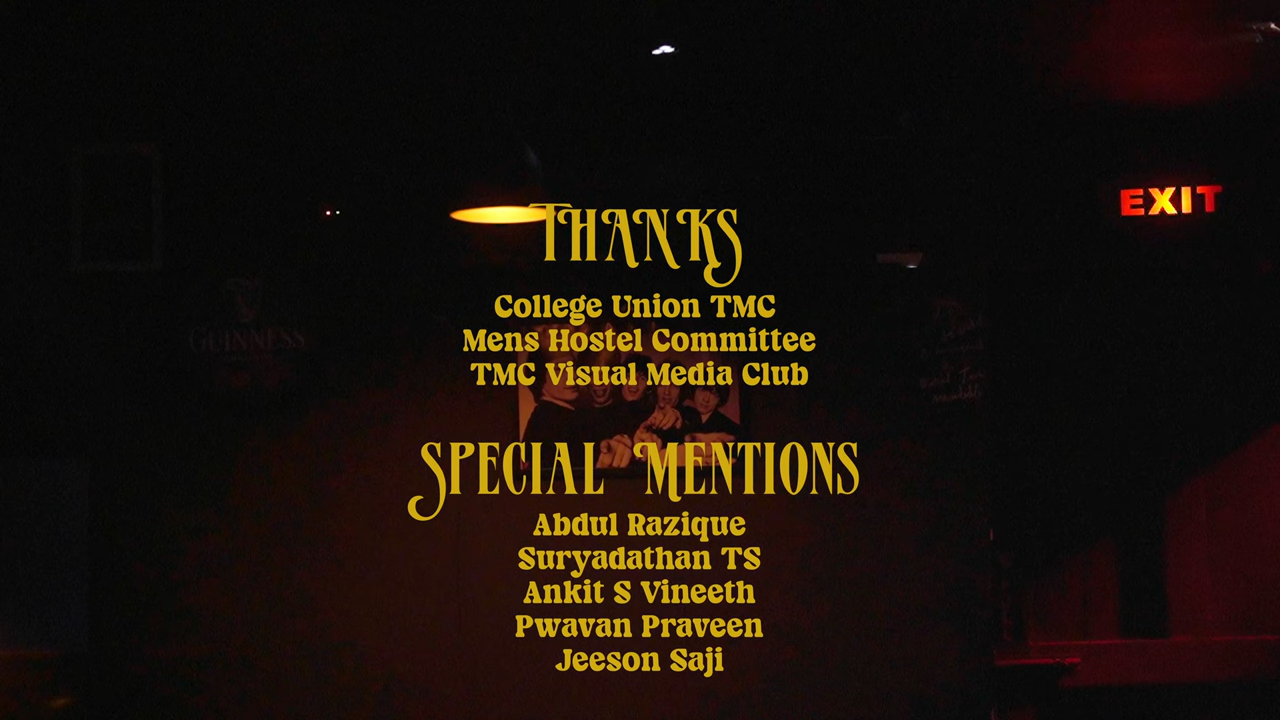 EXIT
THANKS
College Union TMC
Mens Hostel Committee
TMC Visual Media Club
GUINNESS
SPECIAL MENTIONS
Abdul Razique
Suryadathan TS
Ankit S Vineeth
Pwavan Praveen
Jeeson Saji